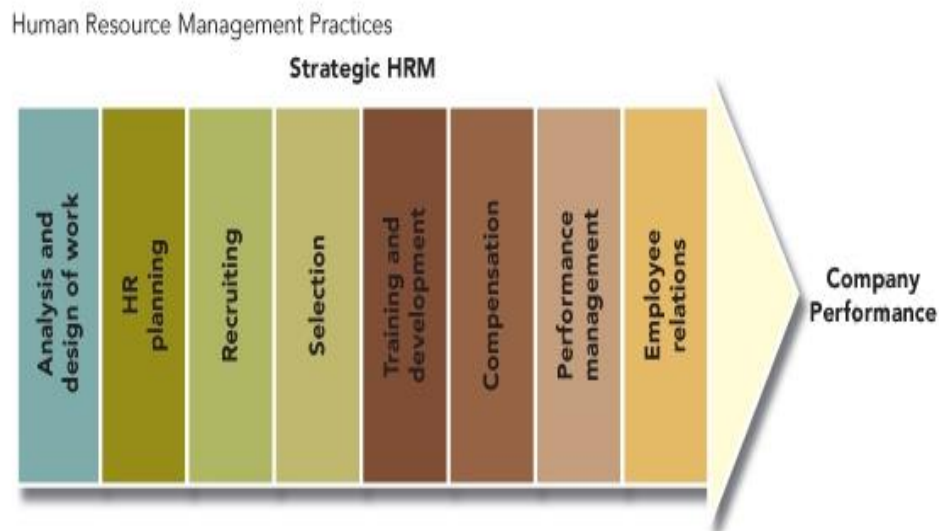 Human Resource Management Practices
Strategic HRM
Analysis and
design of work
HR
planning
Recruiting
Selection
Training and
development
Compensation
Performance
management
Employee
relations
Company
Performance